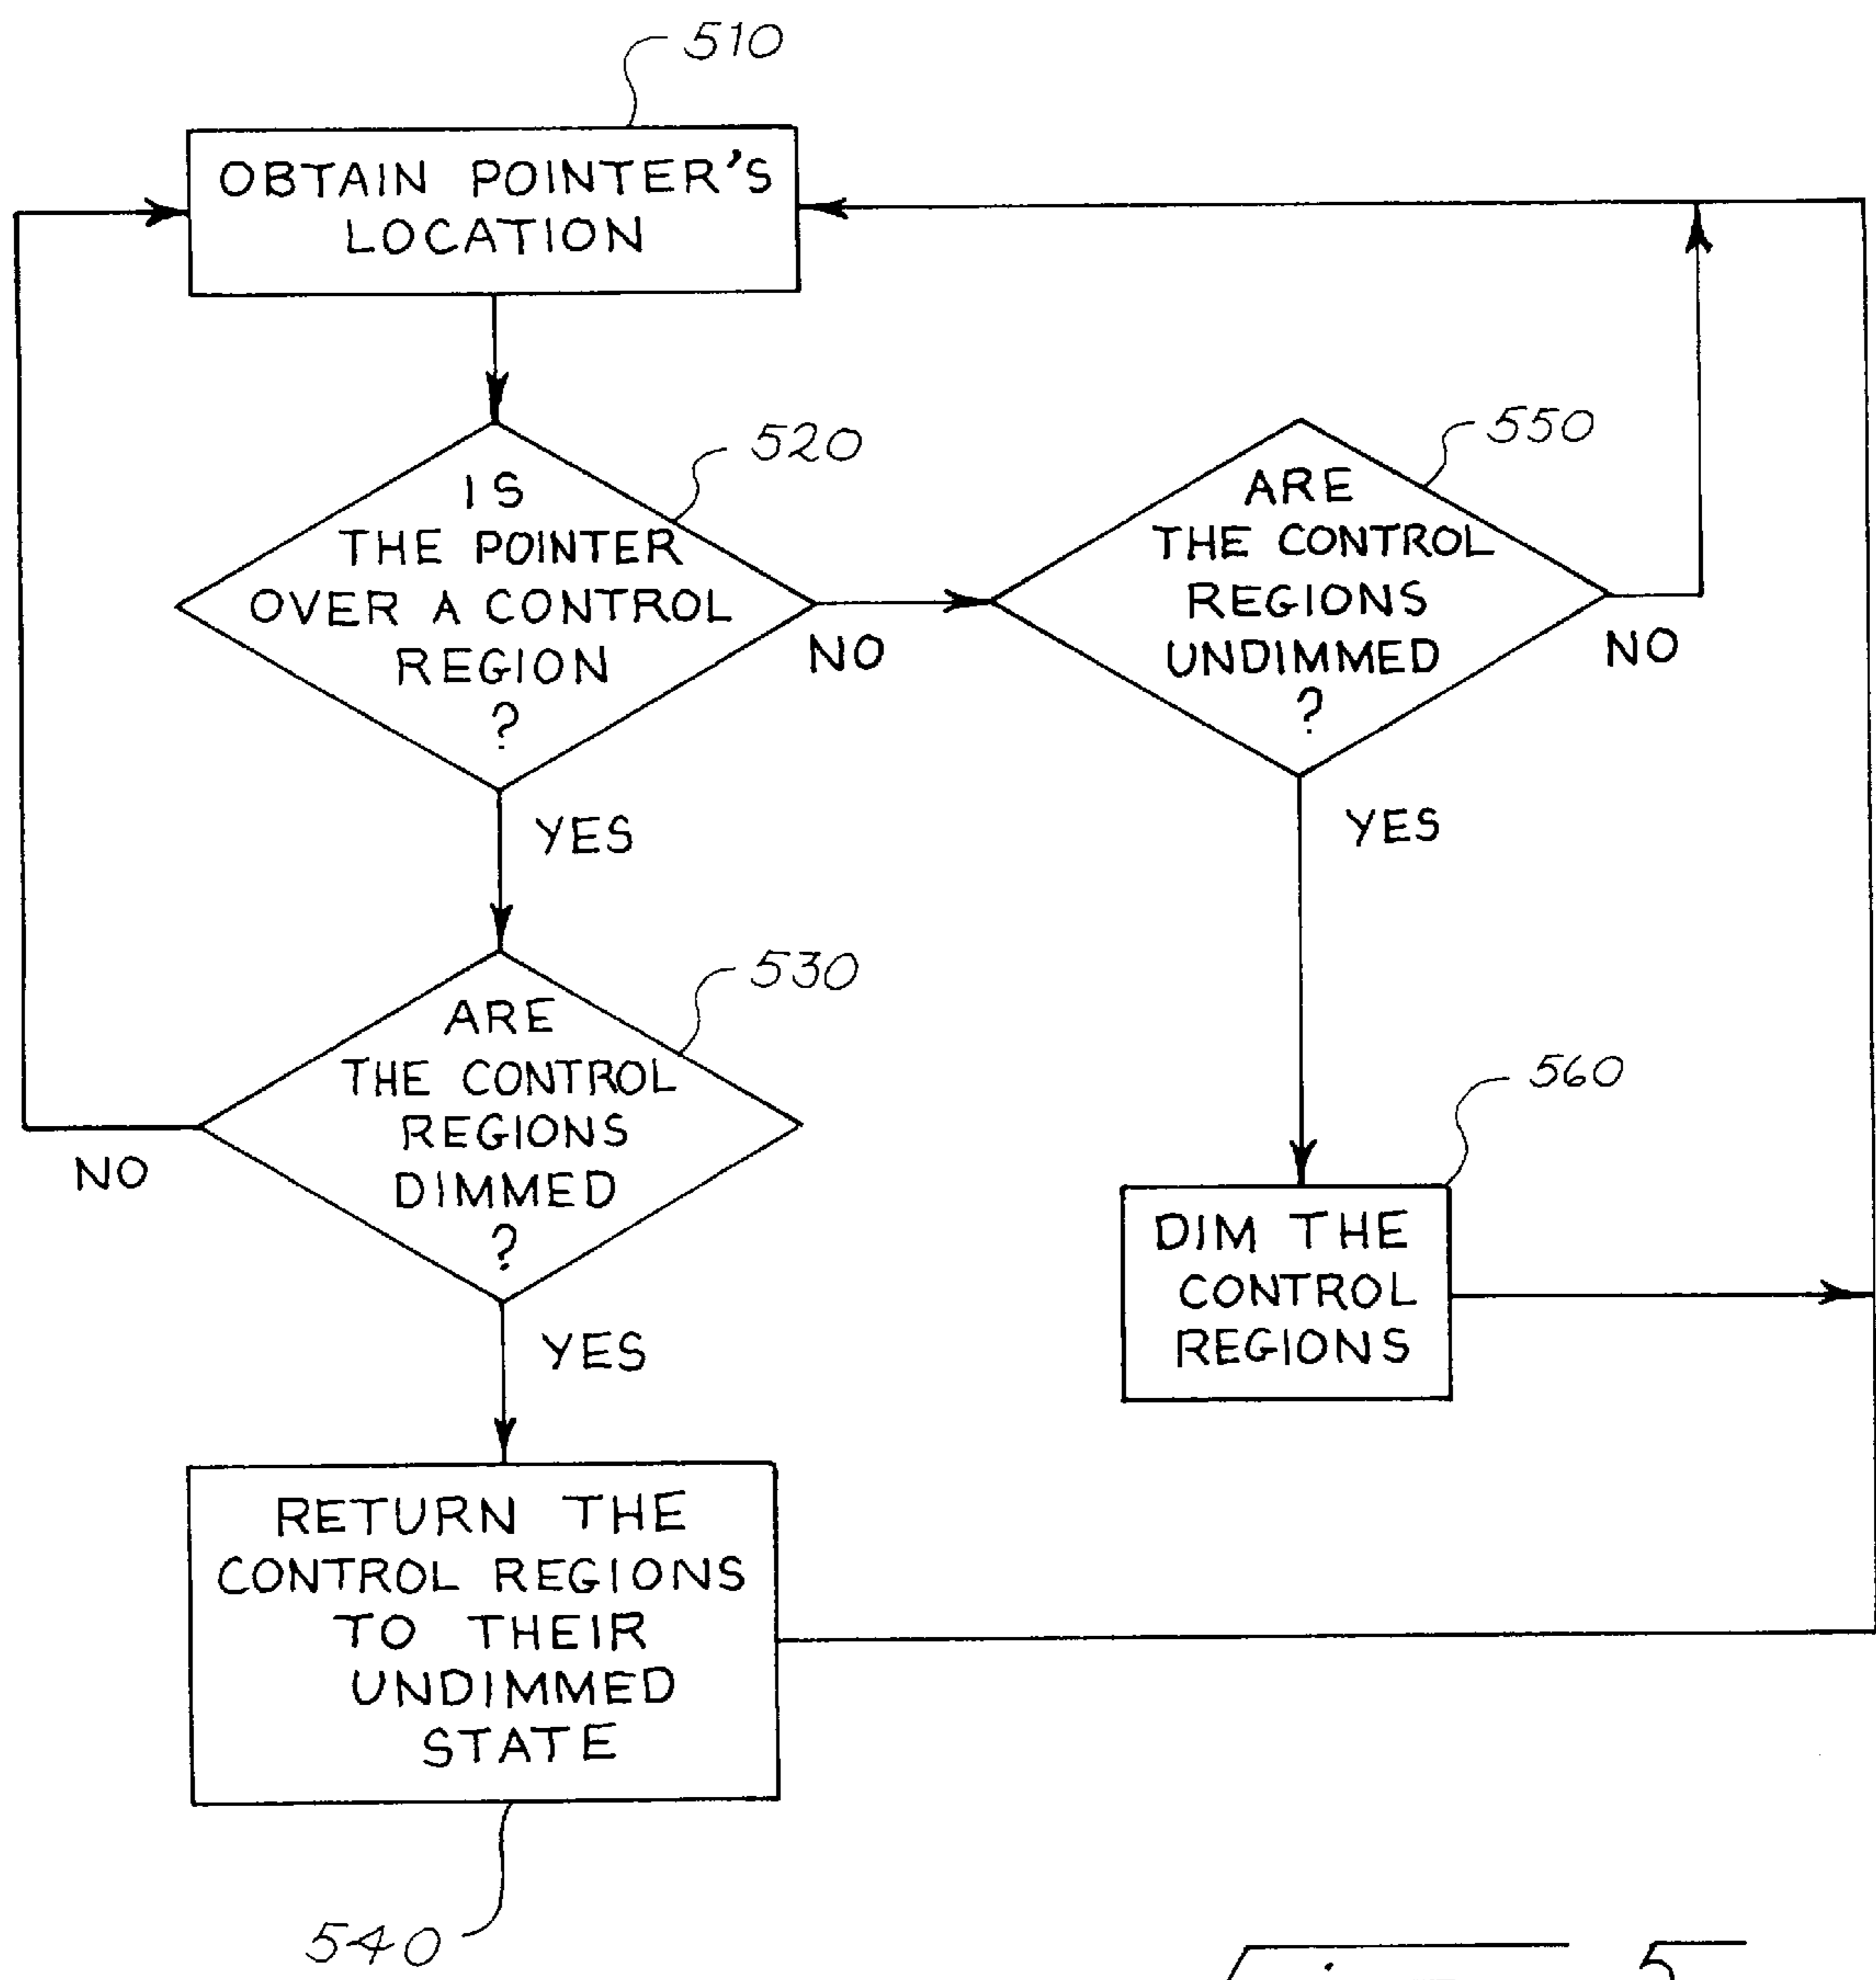 510
OBTAIN POINTER'S
LOCATION
520
IS
THE POINTER
OVER A CONTROL
REGION
?
NO
550
ARE
THE CONTROL
REGIONS
UNDIMMED
?
NO
YES
YES
530
ARE
THE CONTROL
REGIONS
DIMMED
?
NO
YES
560
DIM THE
CONTROL
REGIONS
RETURN THE
CONTROL REGIONS
TO THEIR
UNDIMMED
STATE
540